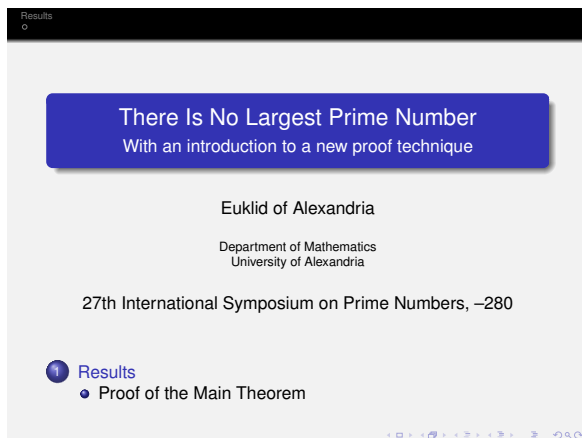 Results
There Is No Largest Prime Number
With an introduction to a new proof technique
Euklid of Alexandria
Department of Mathematics
University of Alexandria
27th International Symposium on Prime Numbers, –280
1 Results
Proof of the Main Theorem